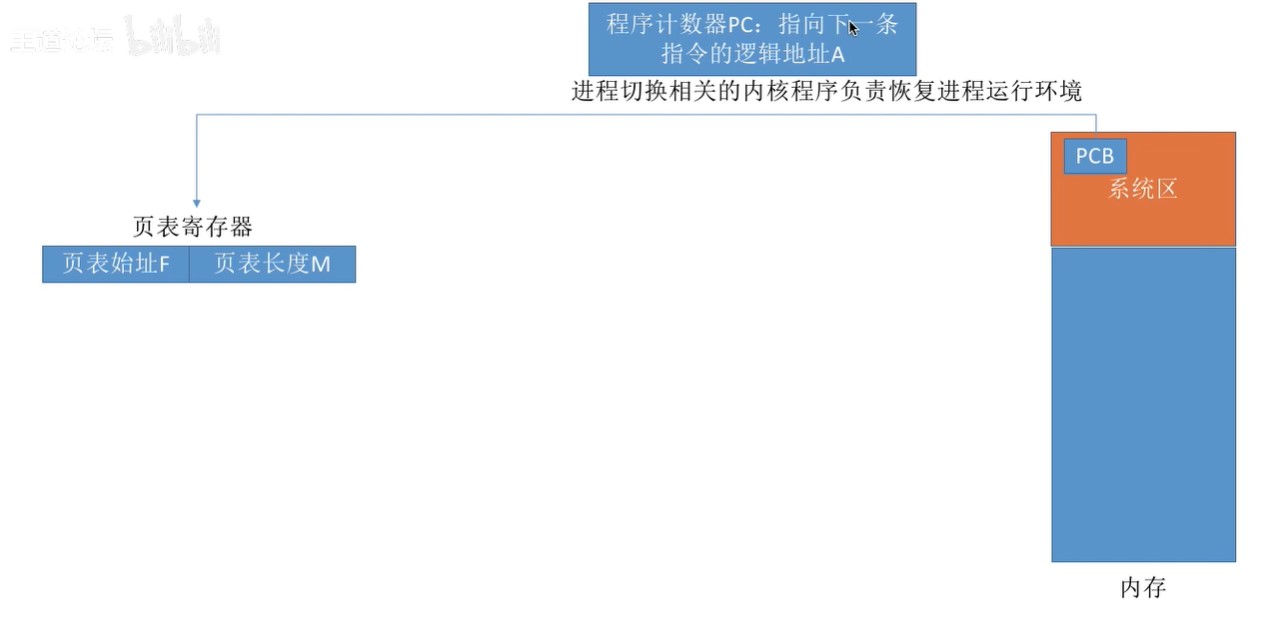 王道论坛 bilibili
程序计数器PC：指向下一条
指令的逻辑地址A
进程切换相关的内核程序负责恢复进程运行环境
PCB
系统区
页表寄存器
页表始址F 页表长度M
内存